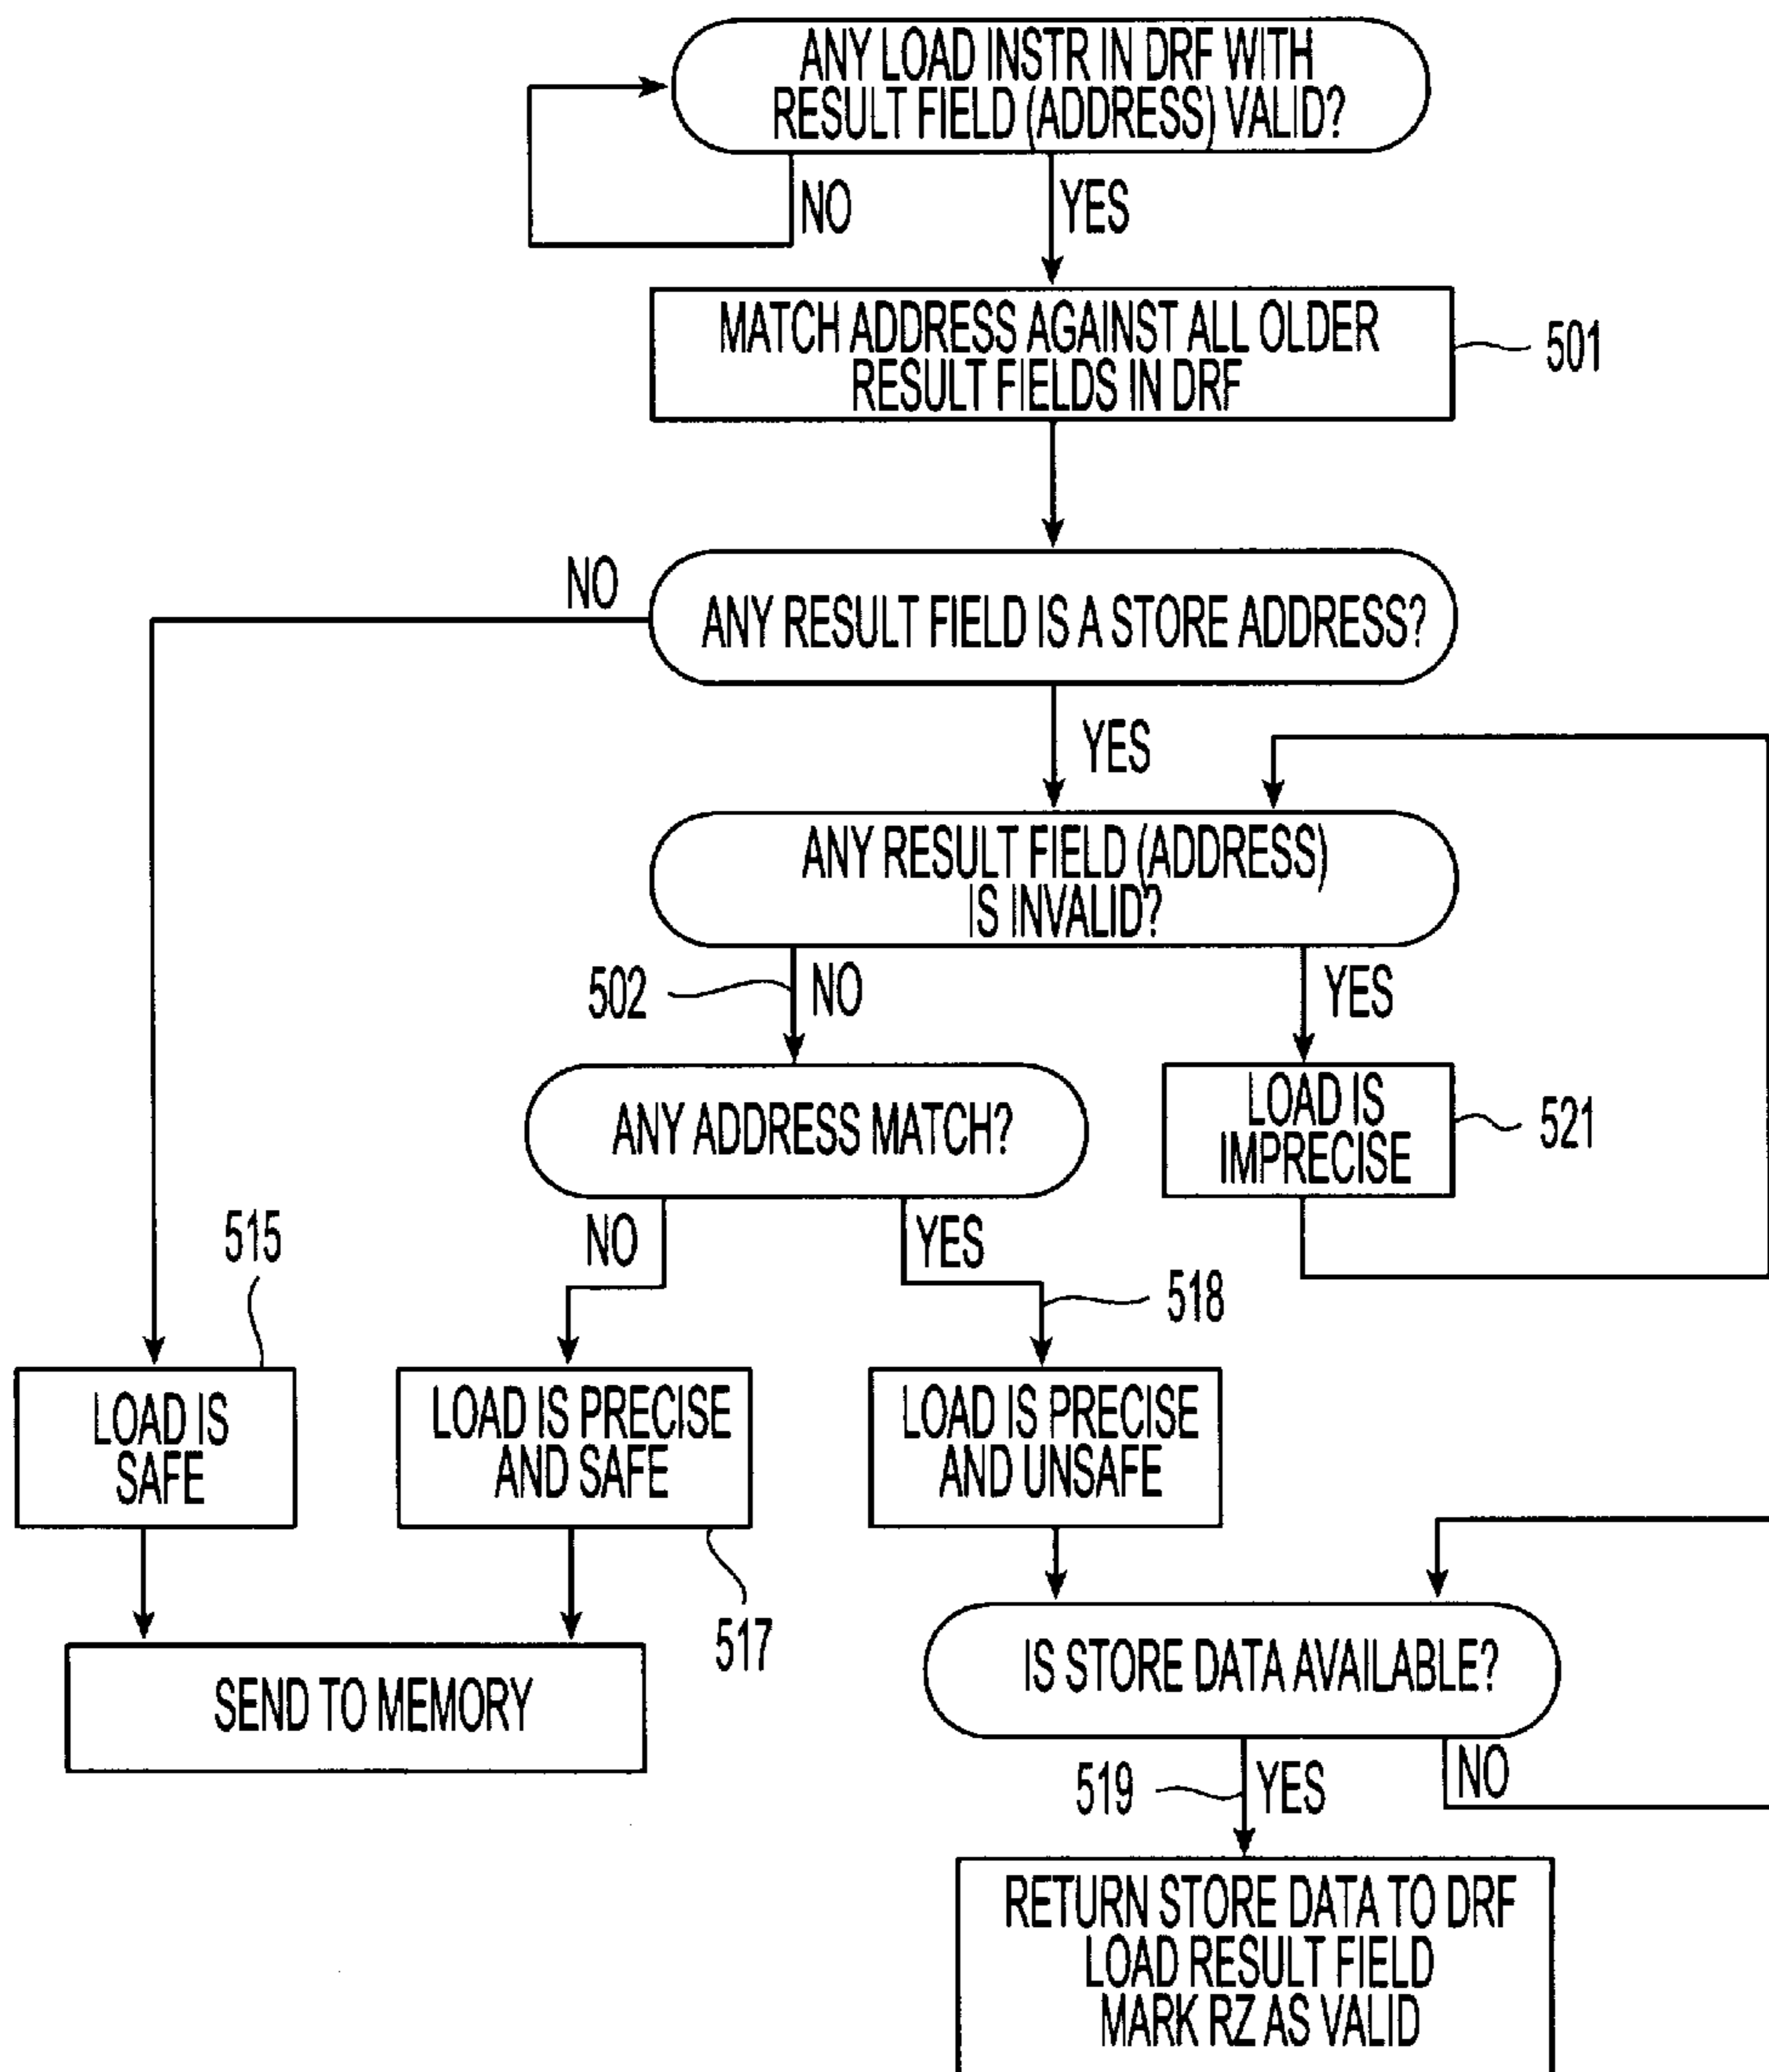 ANY LOAD INSTR IN DRF WITH
RESULT FIELD (ADDRESS) VALID?
NO
YES
MATCH ADDRESS AGAINST ALL OLDER
RESULT FIELDS IN DRF
501
NO
ANY RESULT FIELD IS A STORE ADDRESS?
YES
ANY RESULT FIELD (ADDRESS)
IS INVALID?
502
NO
YES
ANY ADDRESS MATCH?
LOAD IS
IMPRECISE
521
515
NO
YES
518
LOAD IS
SAFE
LOAD IS PRECISE
AND SAFE
LOAD IS PRECISE
AND UNSAFE
517
SEND TO MEMORY
IS STORE DATA AVAILABLE?
519
YES
NO
RETURN STORE DATA TO DRF
LOAD RESULT FIELD
MARK RZ AS VALID